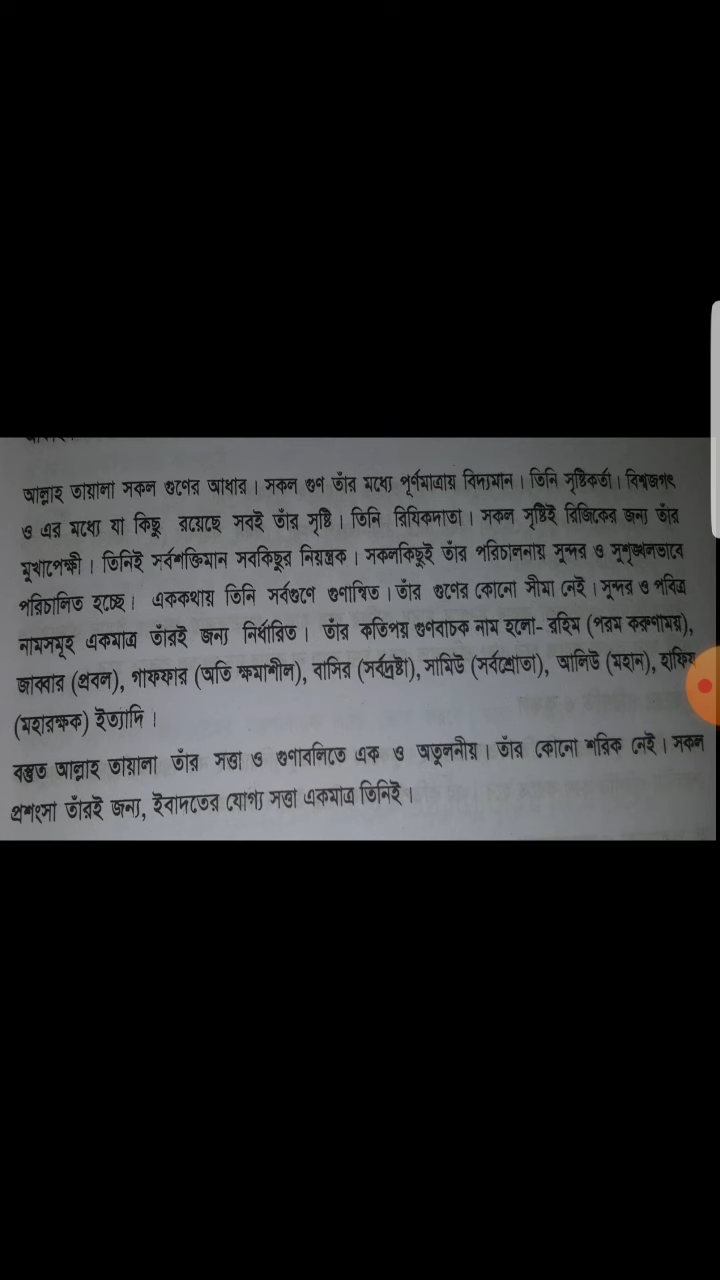 আল্লাহ তায়ালা সকল গুণের আধার। সকল গুণ তাঁর মধ্যে পূর্ণমাত্রায় বিদ্যমান। তিনি সৃষ্টিকর্তা। বিশ্বজগৎ
ও এর মধ্যে যা কিছু রয়েছে সবই তাঁর সৃষ্টি। তিনি রিযিকদাতা। সকল সৃষ্টিই রিজিকের জন্য তাঁর
মুখাপেক্ষী। তিনিই সর্বশক্তিমান সবকিছুর নিয়ন্ত্রক। সকলকিছুই তাঁর পরিচালনায় সুন্দর ও সুশৃঙ্খলভাবে
পরিচালিত হচ্ছে। এককথায় তিনি সর্বগুণে গুণান্বিত। তাঁর গুণের কোনো সীমা নেই। সুন্দর ও পবিত্র
নামসমূহ একমাত্র তাঁরই জন্য নির্ধারিত। তাঁর কতিপয় গুণবাচক নাম হলো- রহিম (পরম করুণাময়),
জাব্বার (প্রবল), গাফফার (অতি ক্ষমাশীল), বাসির (সর্বদ্রষ্টা), সামিউ (সর্বশ্রোতা), আলিউ (মহান), হাফিয
(মহারক্ষক) ইত্যাদি।
বস্তুত আল্লাহ তায়ালা তাঁর সত্তা ও গুণাবলিতে এক ও অতুলনীয়। তাঁর কোনো শরিক নেই। সকল
প্রশংসা তাঁরই জন্য, ইবাদতের যোগ্য সত্তা একমাত্র তিনিই।